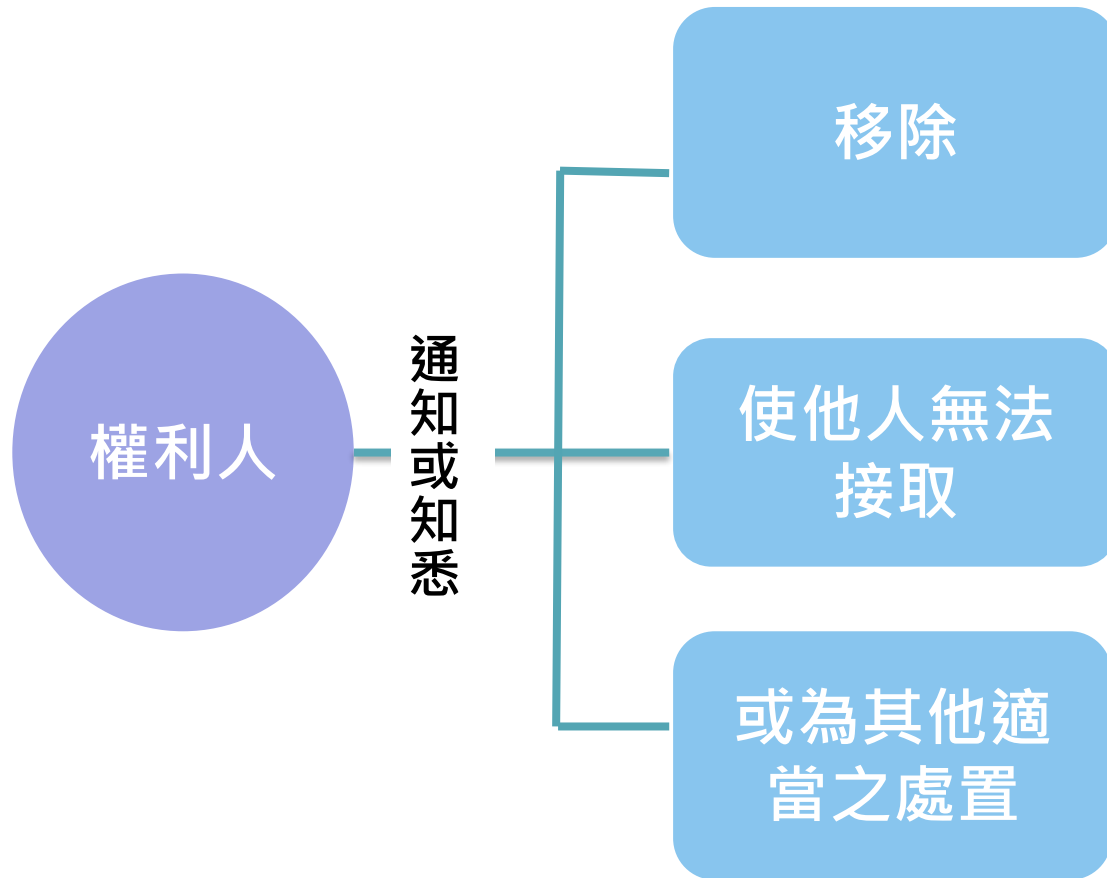 權利人
通知或知悉
移除
使他人無法
接取
或為其他適
當之處置